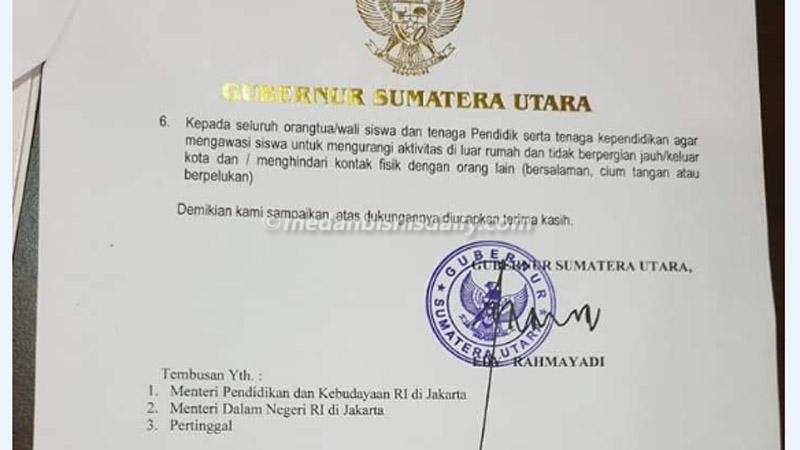 GUBERNUR SUMATERA UTARA
6. Kepada seluruh orangtua/wali siswa dan tenaga Pendidik serta tenaga kependidikan agar
mengawasi siswa untuk mengurangi aktivitas di luar rumah dan tidak berpergian jauh/keluar
kota dan / menghindari kontak fisik dengan orang lain (bersalaman, cium tangan atau
berpelukan)
Demikian kami sampaikan, atas dukungannya diucapkan terima kasih.
©medanbisnisdaily.com
GUBERNUR SUMATERA UTARA,
GUBERNUR
SUMATERA UTARA
EDY RAHMAYADI
Tembusan Yth. :
1. Menteri Pendidikan dan Kebudayaan RI di Jakarta
2. Menteri Dalam Negeri RI di Jakarta
3. Pertinggal